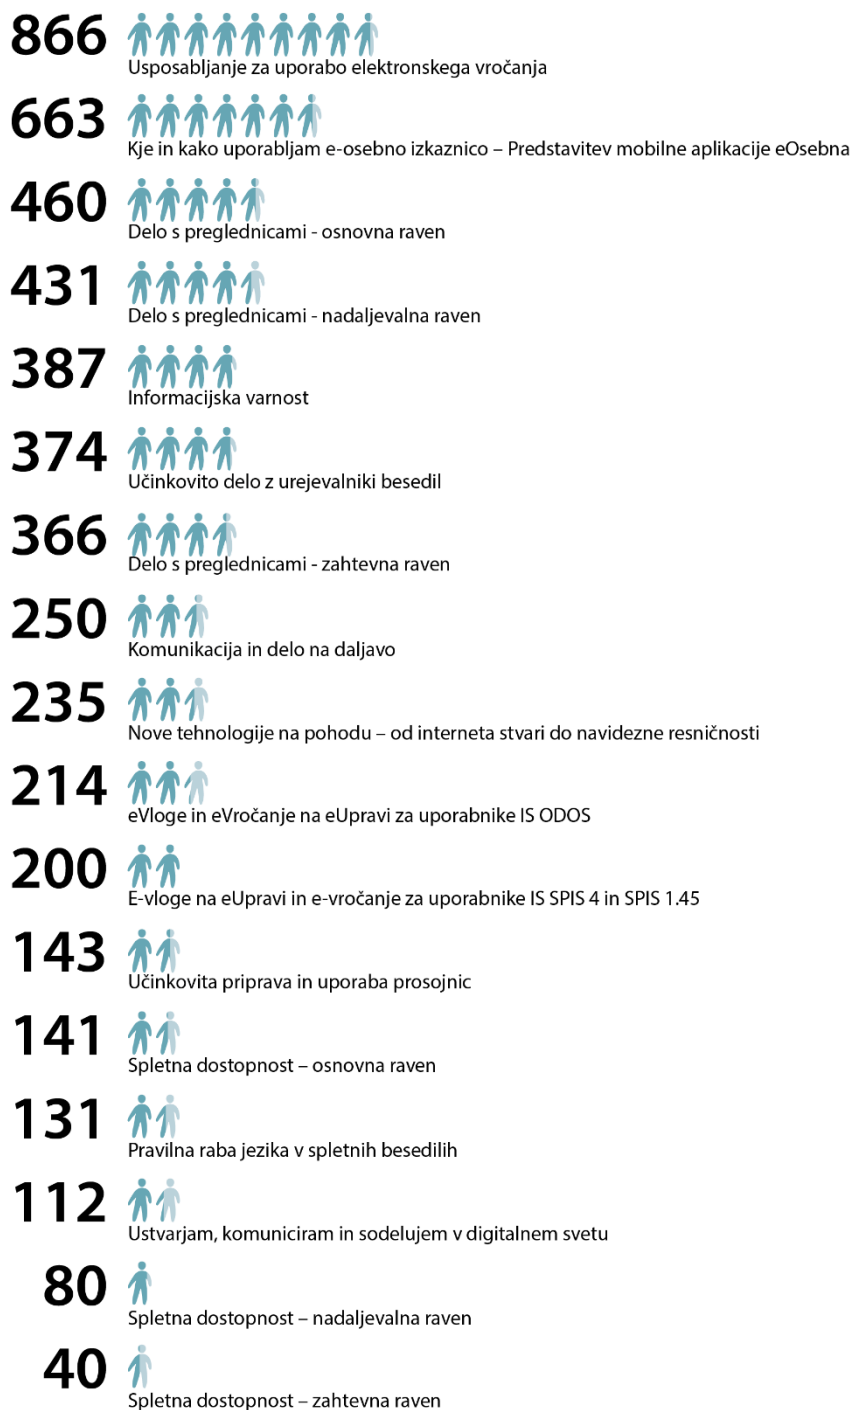 866
Usposabljanje za uporabo elektronskega vročanja
663
Kje in kako uporabljam e-osebno izkaznico – Predstavitev mobilne aplikacije eOsebna
460
Delo s preglednicami - osnovna raven
431
Delo s preglednicami - nadaljevalna raven
387
Informacijska varnost
374
Učinkovito delo z urejevalniki besedil
366
Delo s preglednicami - zahtevna raven
250
Komunikacija in delo na daljavo
235
Nove tehnologije na pohodu – od interneta stvari do navidezne resničnosti
214
eVloge in eVročanje na eUpravi za uporabnike IS ODOS
200
E-vloge na eUpravi in e-vročanje za uporabnike IS SPIS 4 in SPIS 1.45
143
Učinkovita priprava in uporaba prosojnic
141
Spletna dostopnost – osnovna raven
131
Pravilna raba jezika v spletnih besedilih
112
Ustvarjam, komuniciram in sodelujem v digitalnem svetu
80
Spletna dostopnost – nadaljevalna raven
40
Spletna dostopnost – zahtevna raven